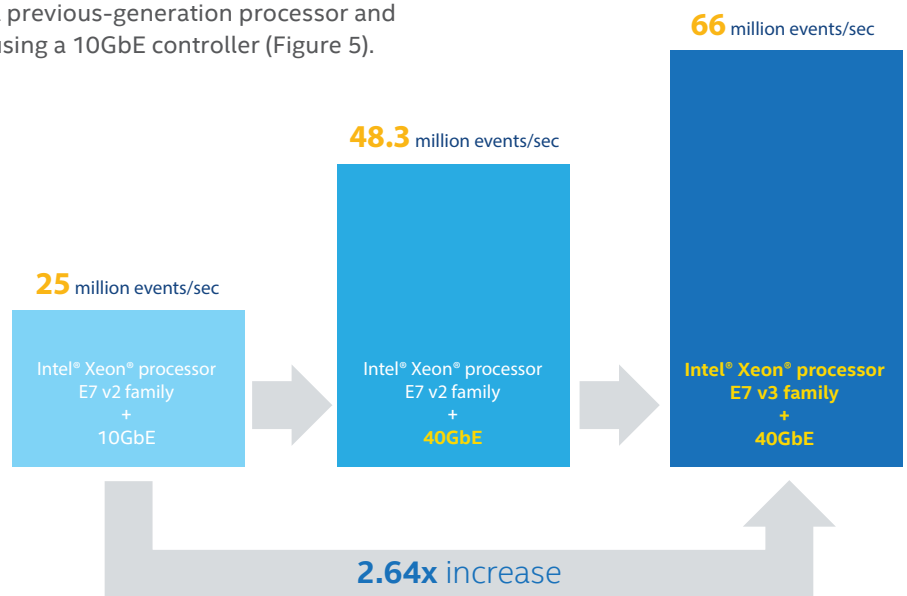 previous-generation processor and
using a 10GbE controller (Figure 5).
66 million events/sec
48.3 million events/sec
25 million events/sec
Intel® Xeon® processor
E7 v2 family
+
10GbE
Intel® Xeon® processor
E7 v2 family
+
40GbE
Intel® Xeon® processor
E7 v3 family
+
40GbE
2.64x increase